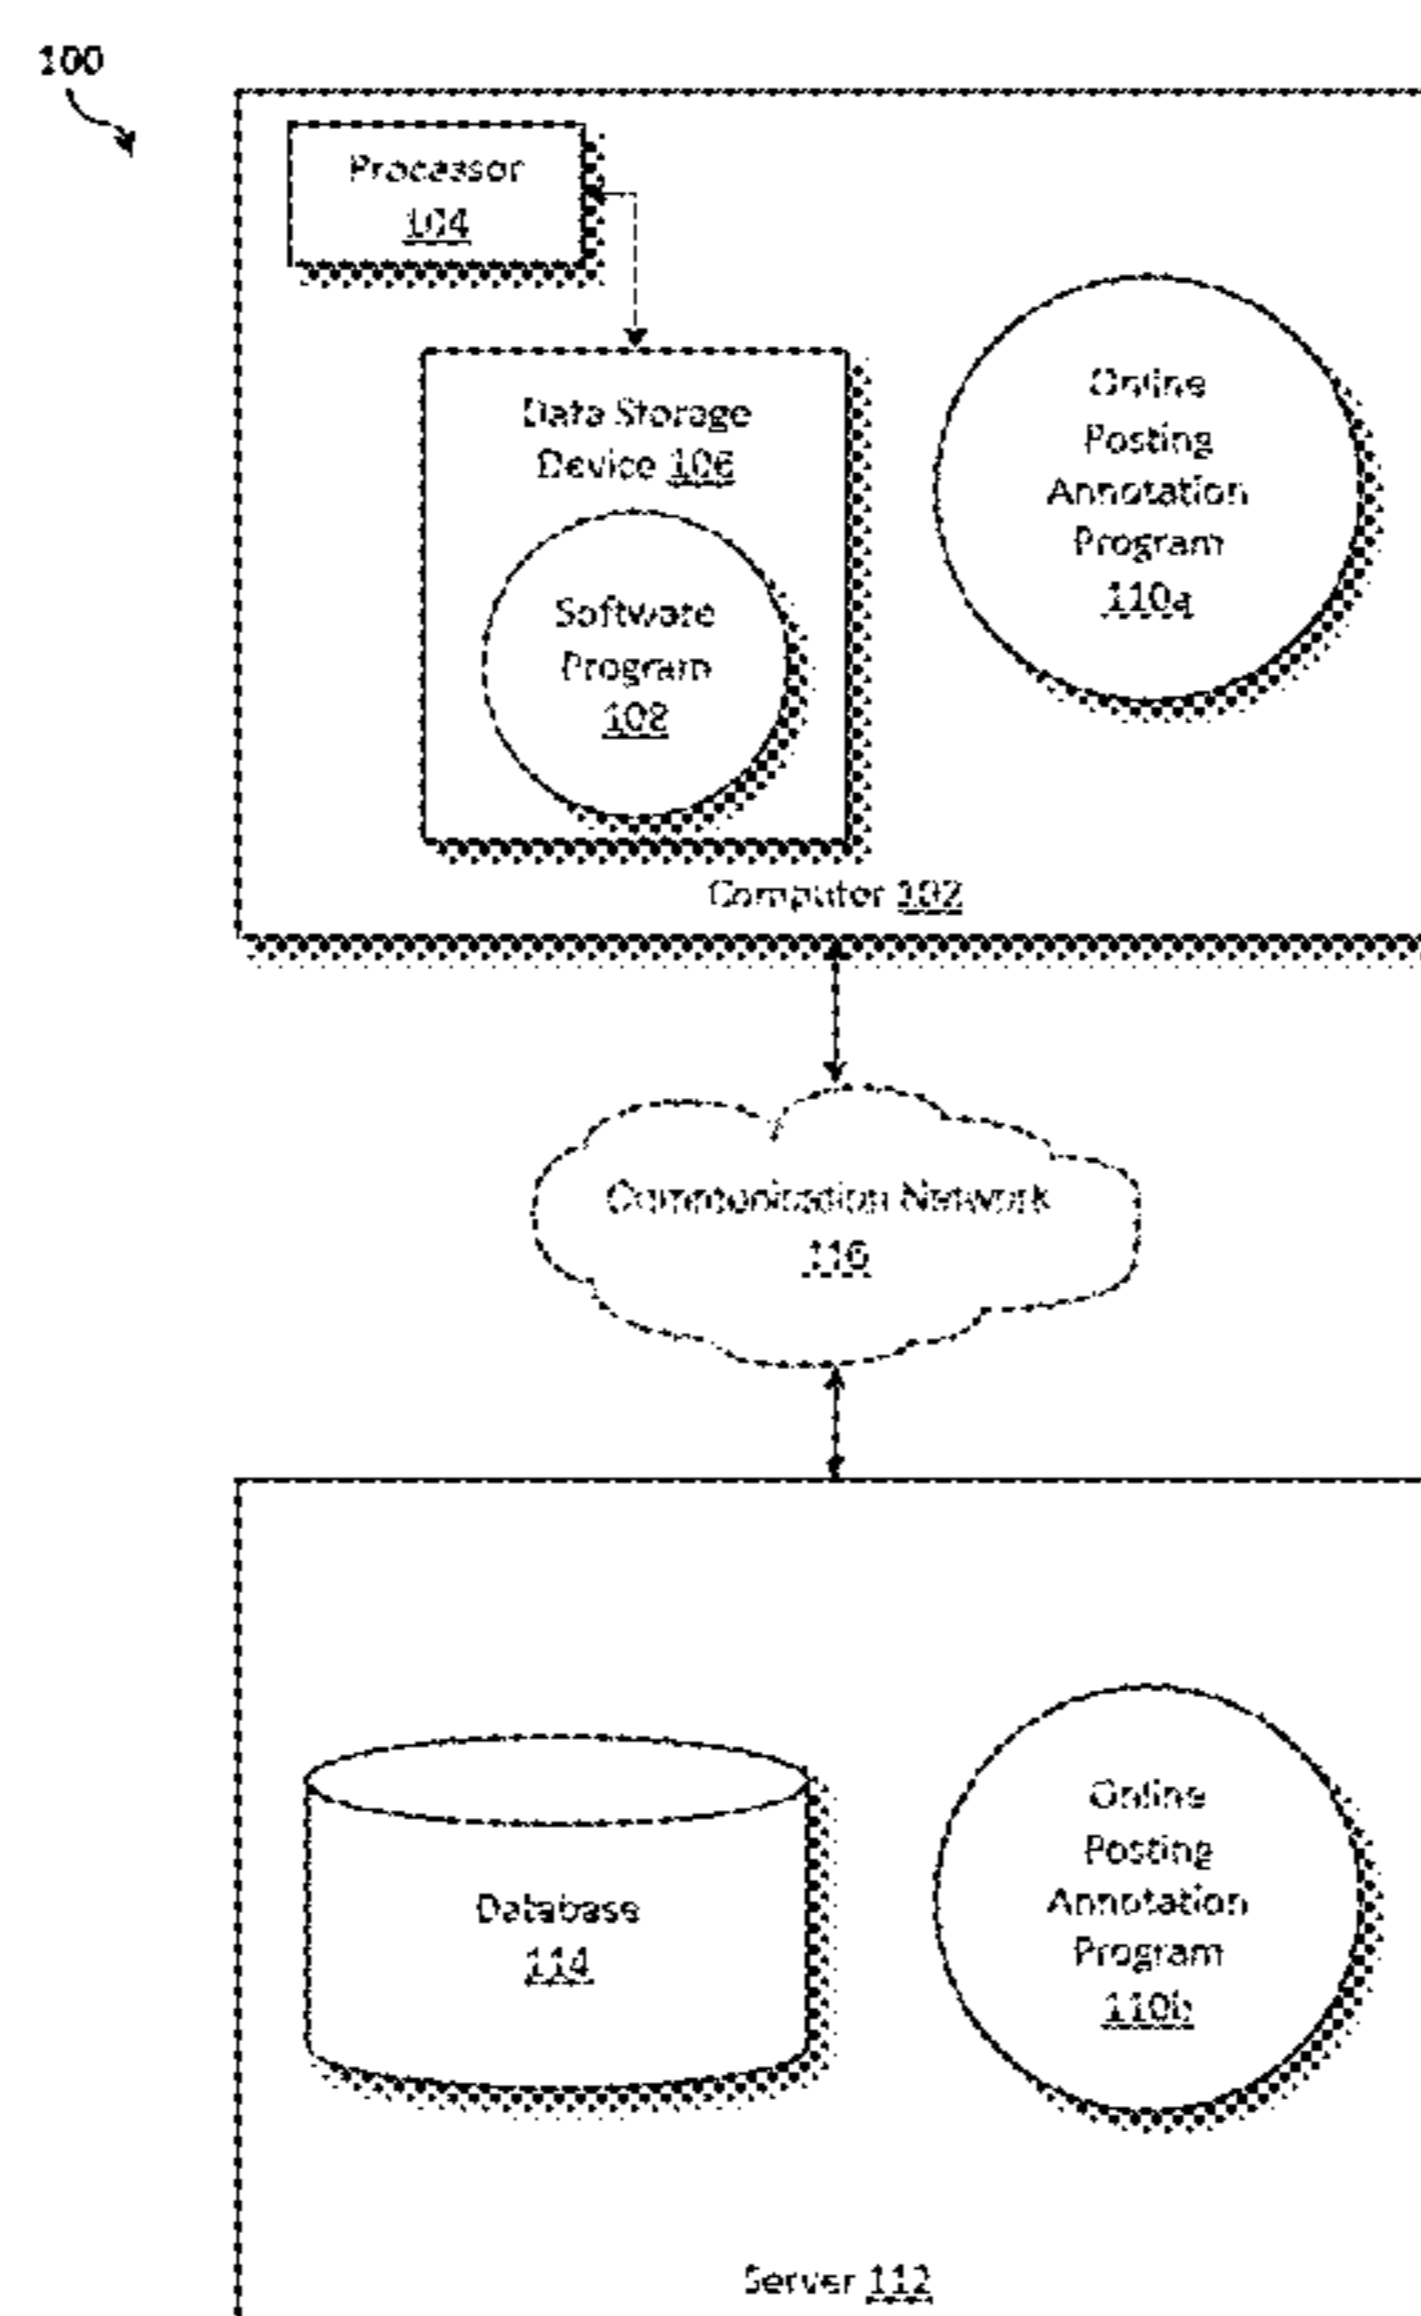 100
Processor
104
Data Storage
Device 106
Software
Program
108
Online
Posting
Annotation
Program
110a
Computer 102
Communication Network
116
Database
114
Online
Posting
Annotation
Program
110b
Server 112